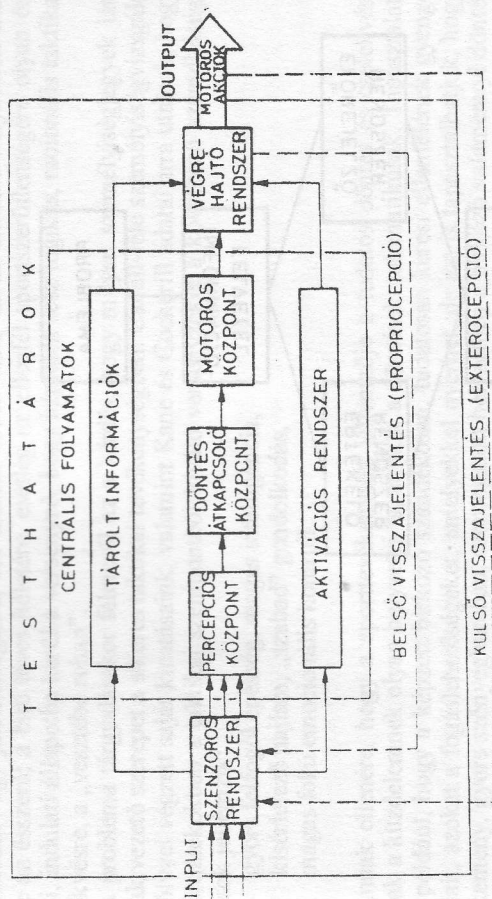 TESTHATÁROK
CENTRÁLIS FOLYAMATOK
TÁROLT INFORMÁCIÓK
INPUT
SZENZOROS
RENDSZER
PERCEPCIÓS
KÖZPONT
DÖNTÉS
ÁTKAPCSOLÓ
KÖZPONT
MOTOROS
KÖZPONT
VÉGRE-
HAJTÓ
RENDSZER
MOTOROS
AKCIÓK
OUTPUT
AKTIVÁCIÓS RENDSZER
BELSŐ VISSZAJELENTÉS (PROPRIOCEPCIÓ)
KÜLSŐ VISSZAJELENTÉS (EXTEROCEPCIÓ)